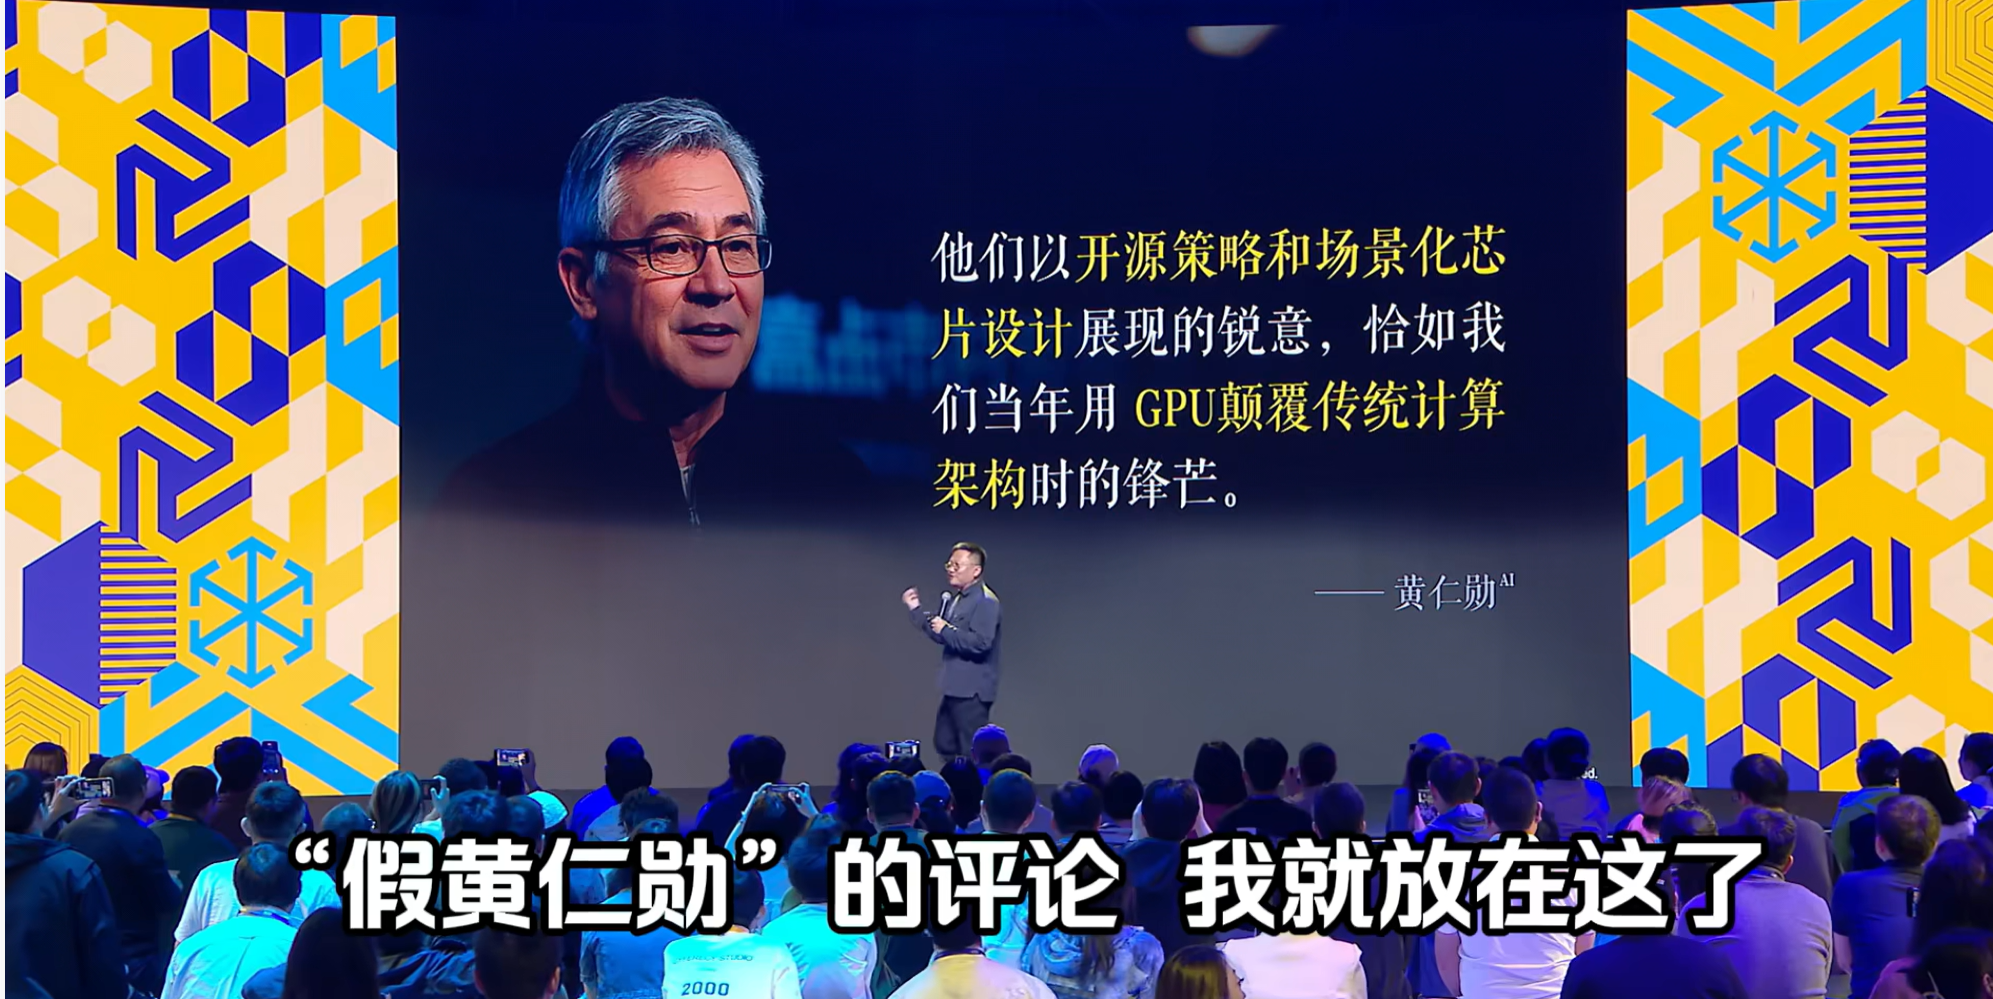 他们以开源策略和场景化芯
片设计展现的锐意，恰如我
们当年用 GPU颠覆传统计算
架构时的锋芒。
—— 黄仁勋AI
“假黄仁勋”的评论 我就放在这了
2000